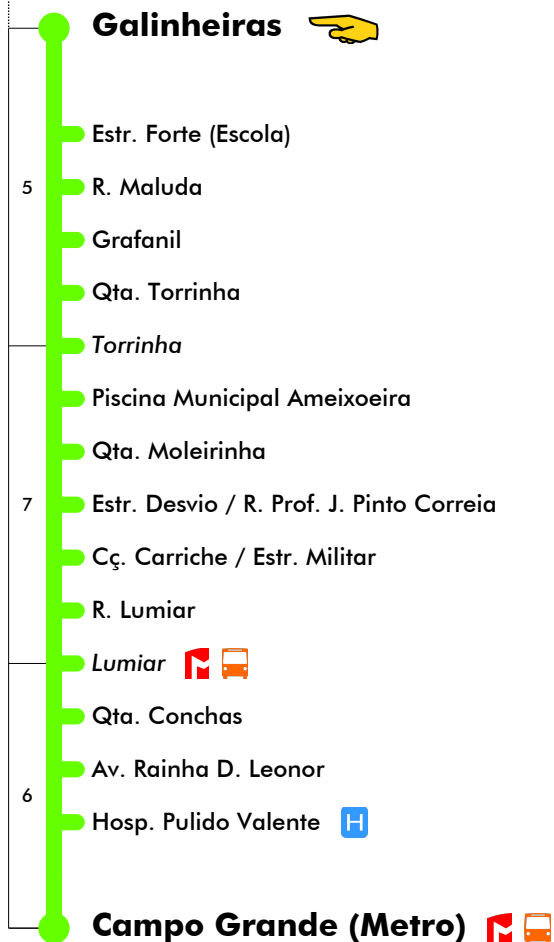 Galinheiras
Estr. Forte (Escola)
5
R. Maluda
Grafanil
Qta. Torrinha
Torrinha
Piscina Municipal Ameixoeira
Qta. Moleirinha
7
Estr. Desvio / R. Prof. J. Pinto Correia
Cç. Carriche / Estr. Militar
R. Lumiar
Lumiar
Qta. Conchas
Av. Rainha D. Leonor
6
Hosp. Pulido Valente H
Campo Grande (Metro)